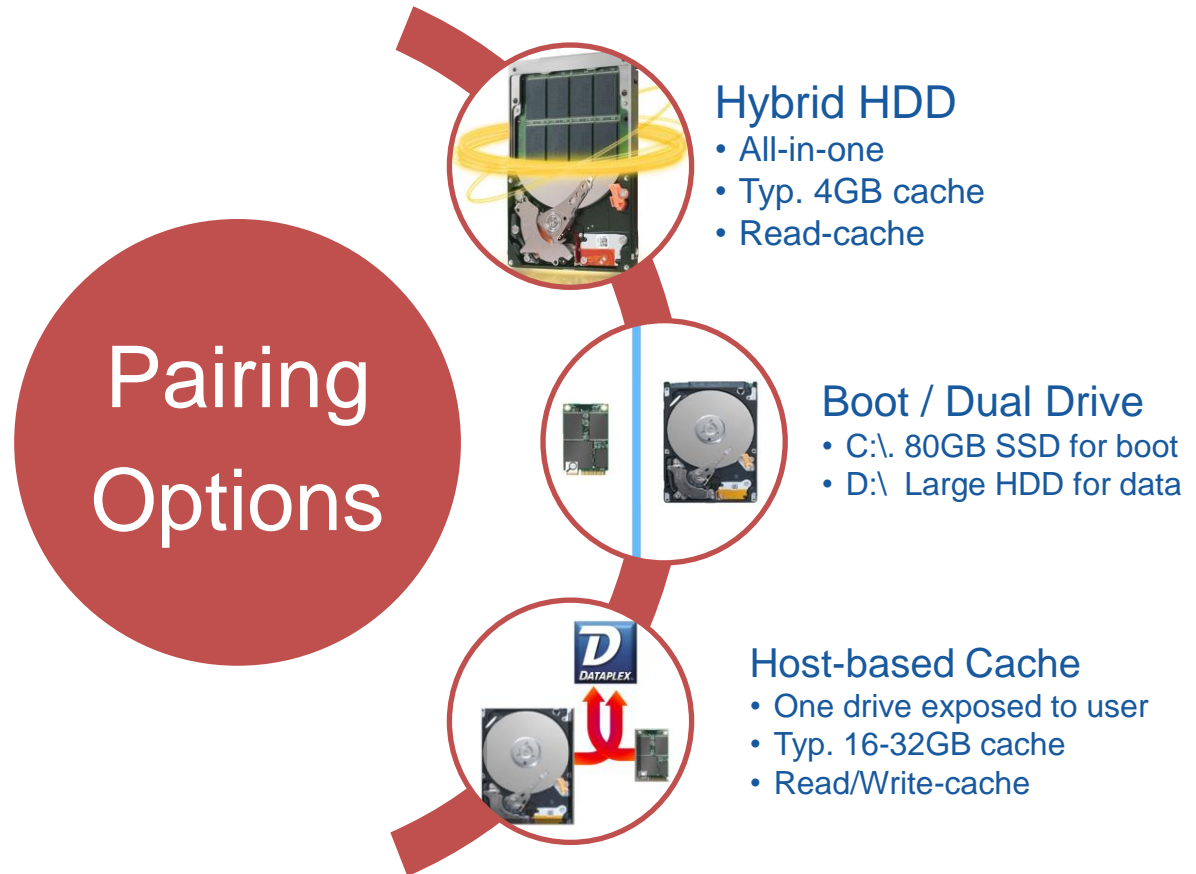 Pairing
Options
Hybrid HDD
• All-in-one
• Typ. 4GB cache
• Read-cache
Boot / Dual Drive
• C:\. 80GB SSD for boot
• D:\ Large HDD for data
D
DATAPLEX
Host-based Cache
• One drive exposed to user
• Typ. 16-32GB cache
• Read/Write-cache